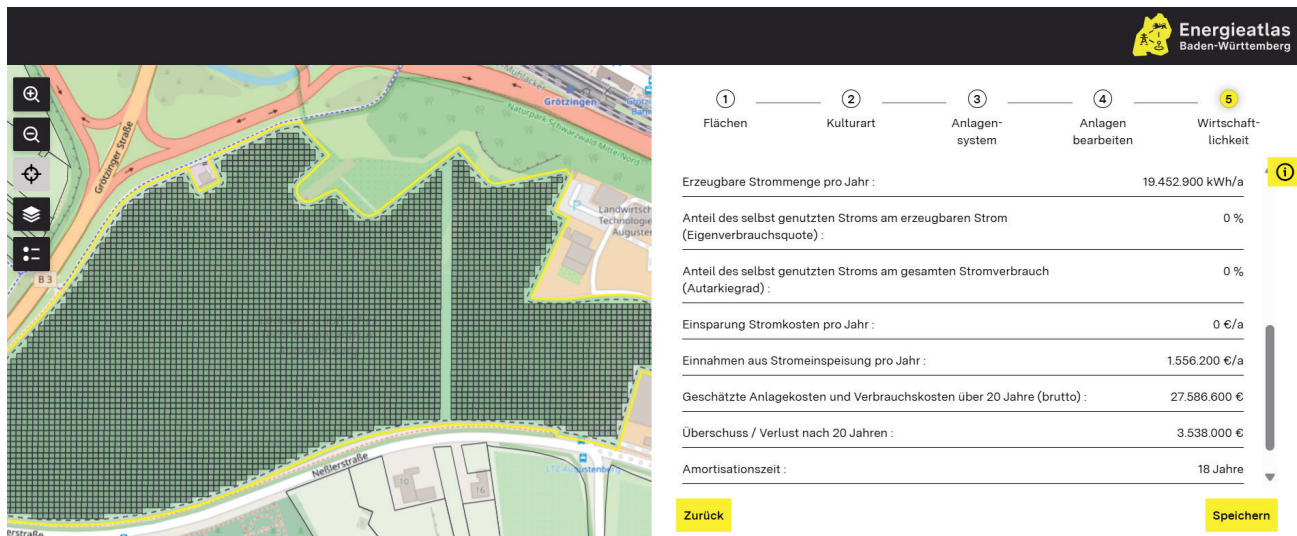 Energieatlas
Baden-Württemberg
1
2
3
4
5
Flächen
Kulturart
Anlagen-
system
Anlagen
bearbeiten
Wirtschaft-
lichkeit
Erzeugbare Strommenge pro Jahr : 19.452.900 kWh/a
Anteil des selbst genutzten Stroms am erzeugbaren Strom 0 %
(Eigenverbrauchsquote) :
Anteil des selbst genutzten Stroms am gesamten Stromverbrauch 0 %
(Autarkiegrad) :
Einsparung Stromkosten pro Jahr : 0 €/a
Einnahmen aus Stromeinspeisung pro Jahr : 1.556.200 €/a
Geschätzte Anlagekosten und Verbrauchskosten über 20 Jahre (brutto) : 27.586.600 €
Überschuss / Verlust nach 20 Jahren : 3.538.000 €
Amortisationszeit : 18 Jahre
Zurück
Speichern
Grötzingen
Naturpark Schwarzwald Mitte/Nord
Grötzinger Straße
B 3
Landwirtsch
Technologie
Auguste
Neßlerstraße
LTZ Augustenberg
10
16
erstraße